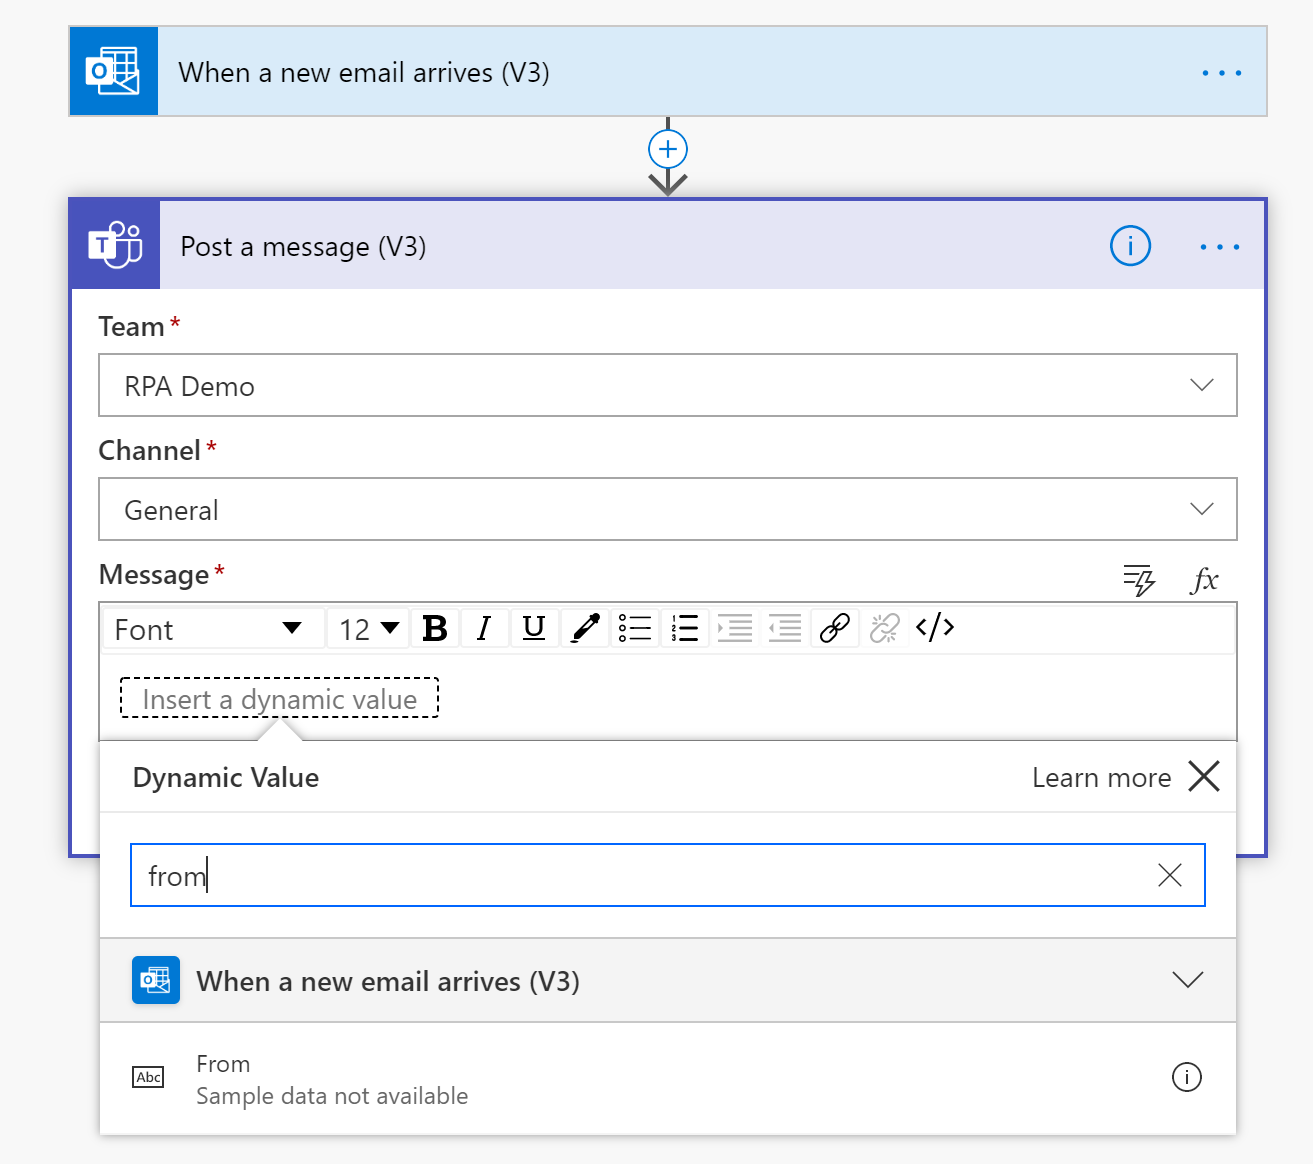 When a new email arrives (V3)
Post a message (V3)
Team *
RPA Demo
Channel *
General
Message *
fx
Font 12 B I U </>
Insert a dynamic value
Dynamic Value Learn more
from
When a new email arrives (V3)
Abc From
Sample data not available